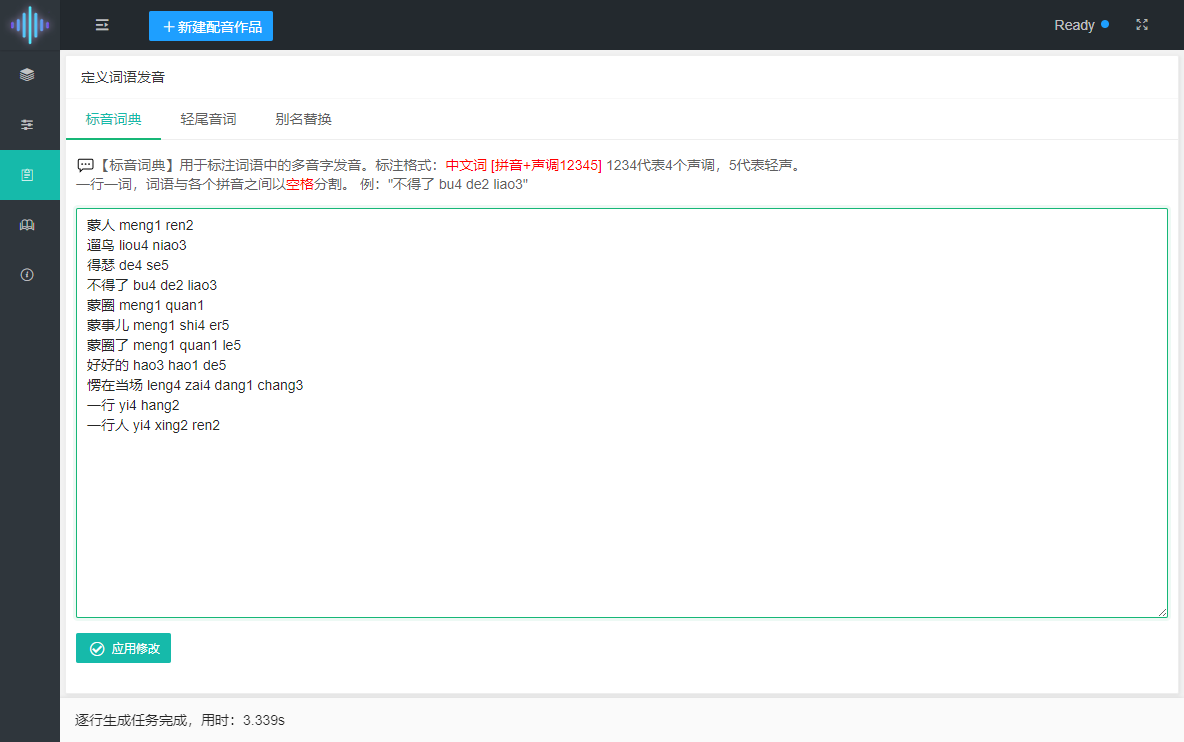 + 新建配音作品
Ready
定义词语发音
标音词典 轻尾音词 别名替换
【标音词典】用于标注词语中的多音字发音。标注格式：中文词 [拼音+声调12345] 1234代表4个声调，5代表轻声。
一行一词，词语与各个拼音之间以空格分割。 例："不得了 bu4 de2 liao3"
蒙人 meng1 ren2
遛鸟 liou4 niao3
得瑟 de4 se5
不得了 bu4 de2 liao3
蒙圈 meng1 quan1
蒙事儿 meng1 shi4 er5
蒙圈了 meng1 quan1 le5
好好的 hao3 hao1 de5
愣在当场 leng4 zai4 dang1 chang3
一行 yi4 hang2
一行人 yi4 xing2 ren2
应用修改
逐行生成任务完成，用时：3.339s